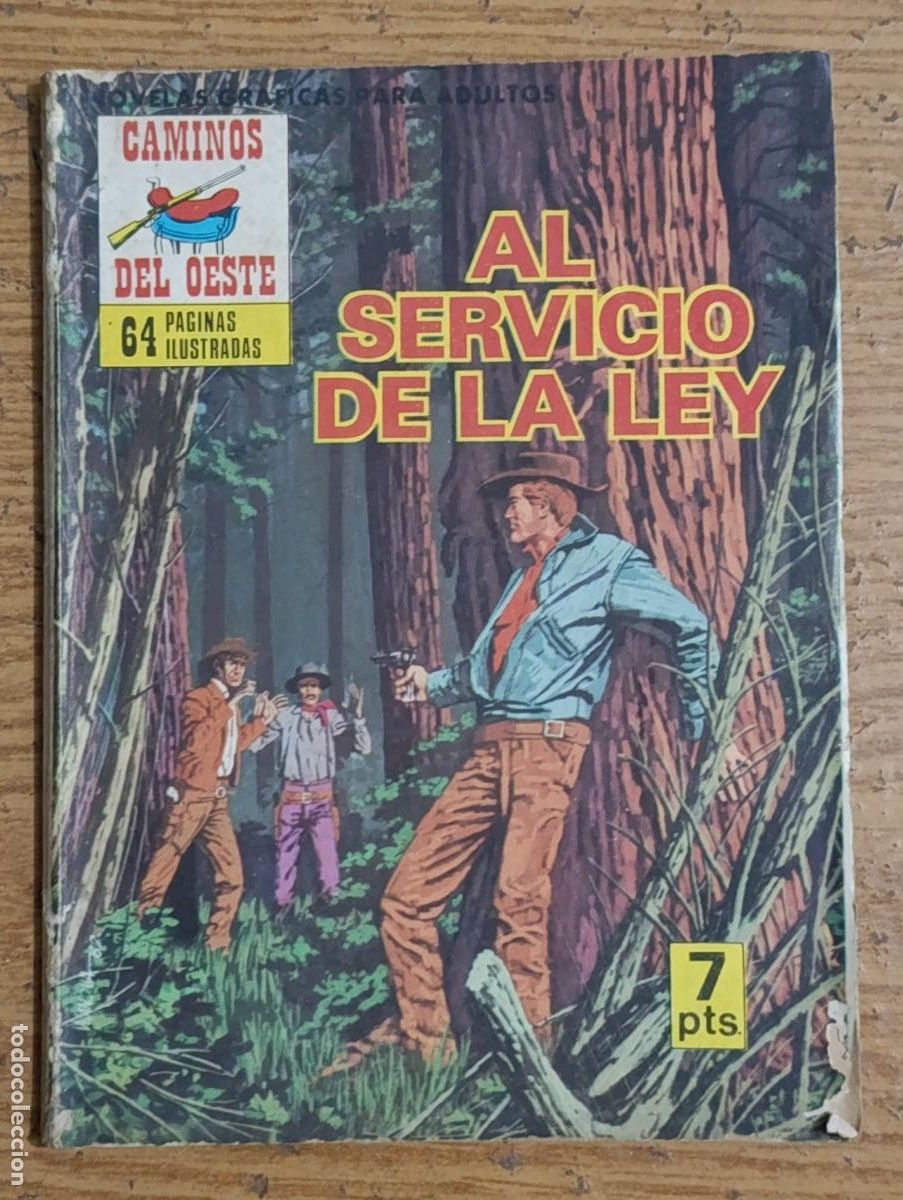 NOVELAS GRAFICAS PARA ADULTOS
CAMINOS
DEL OESTE
64 PAGINAS
ILUSTRADAS
AL
SERVICIO
DE LA LEY
7
pts.
todocoleccion